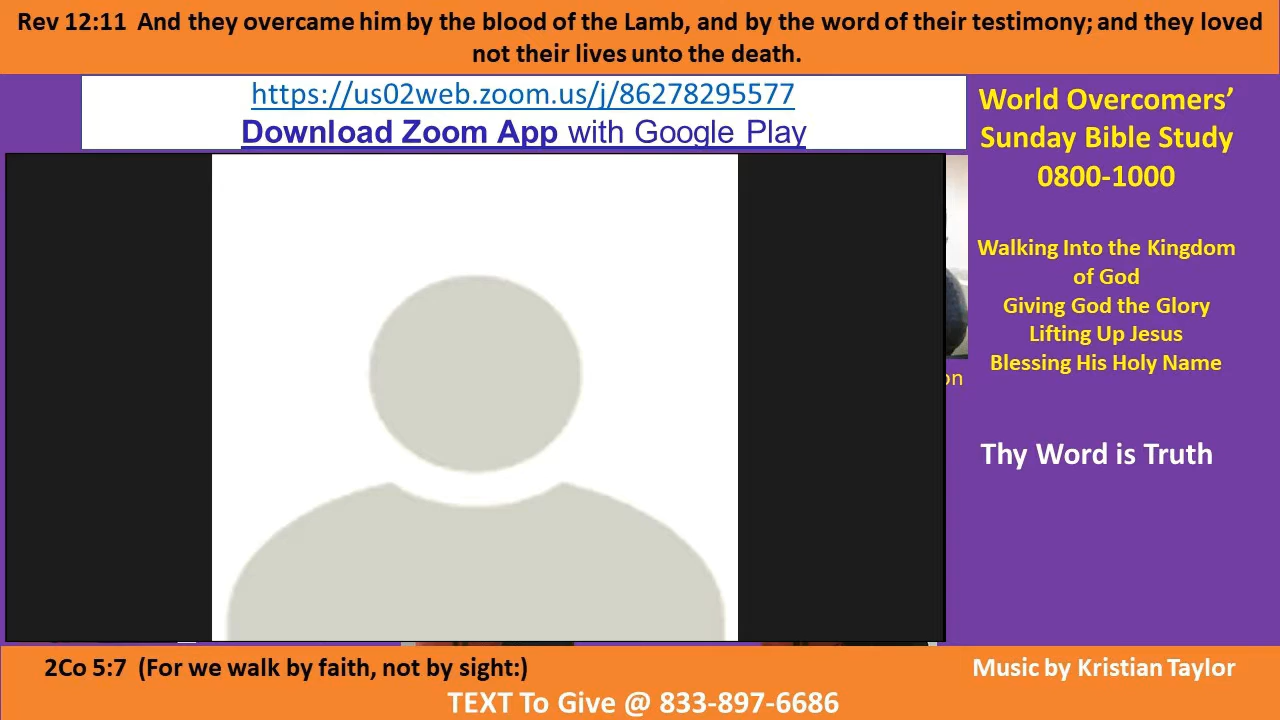 Rev 12:11 And they overcame him by the blood of the Lamb, and by the word of their testimony; and they loved
not their lives unto the death.
https://us02web.zoom.us/j/86278295577
Download Zoom App with Google Play
World Overcomers’
Sunday Bible Study
0800-1000
Walking Into the Kingdom
of God
Giving God the Glory
Lifting Up Jesus
Blessing His Holy Name
Thy Word is Truth
2Co 5:7 (For we walk by faith, not by sight:)
Music by Kristian Taylor
TEXT To Give @ 833-897-6686